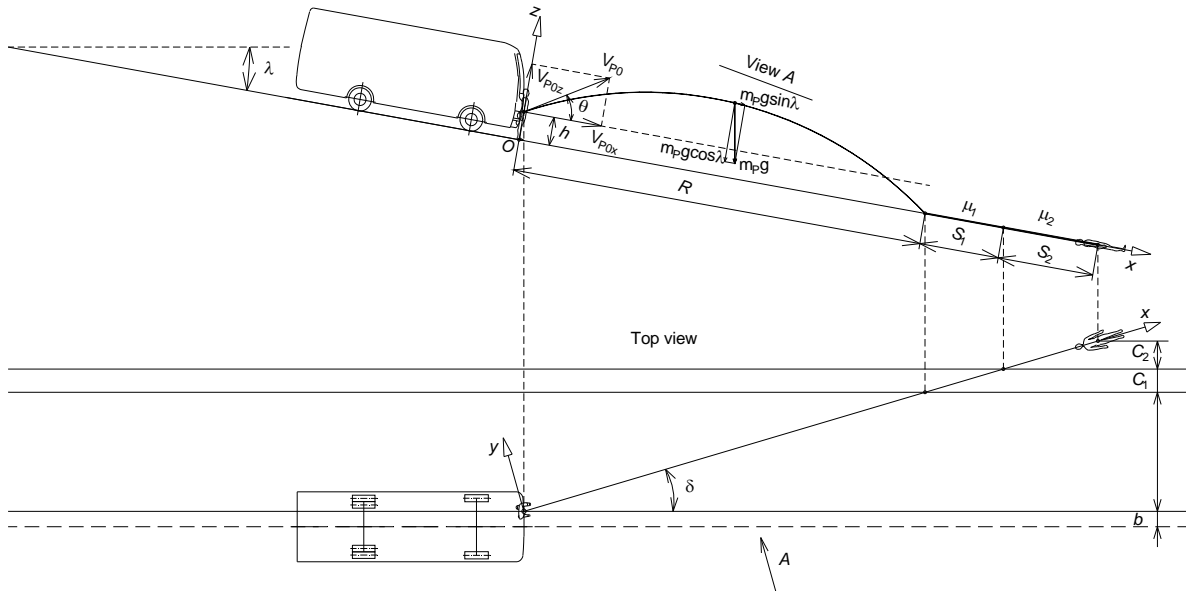 z
V_P0
λ
View A
V_P0z
m_Pgsinλ
θ
h
O
V_P0x
m_Pgcosλ
m_Pg
R
μ_1
μ_2
S_1
S_2
x
x
Top view
C_2
C_1
y
δ
b
A